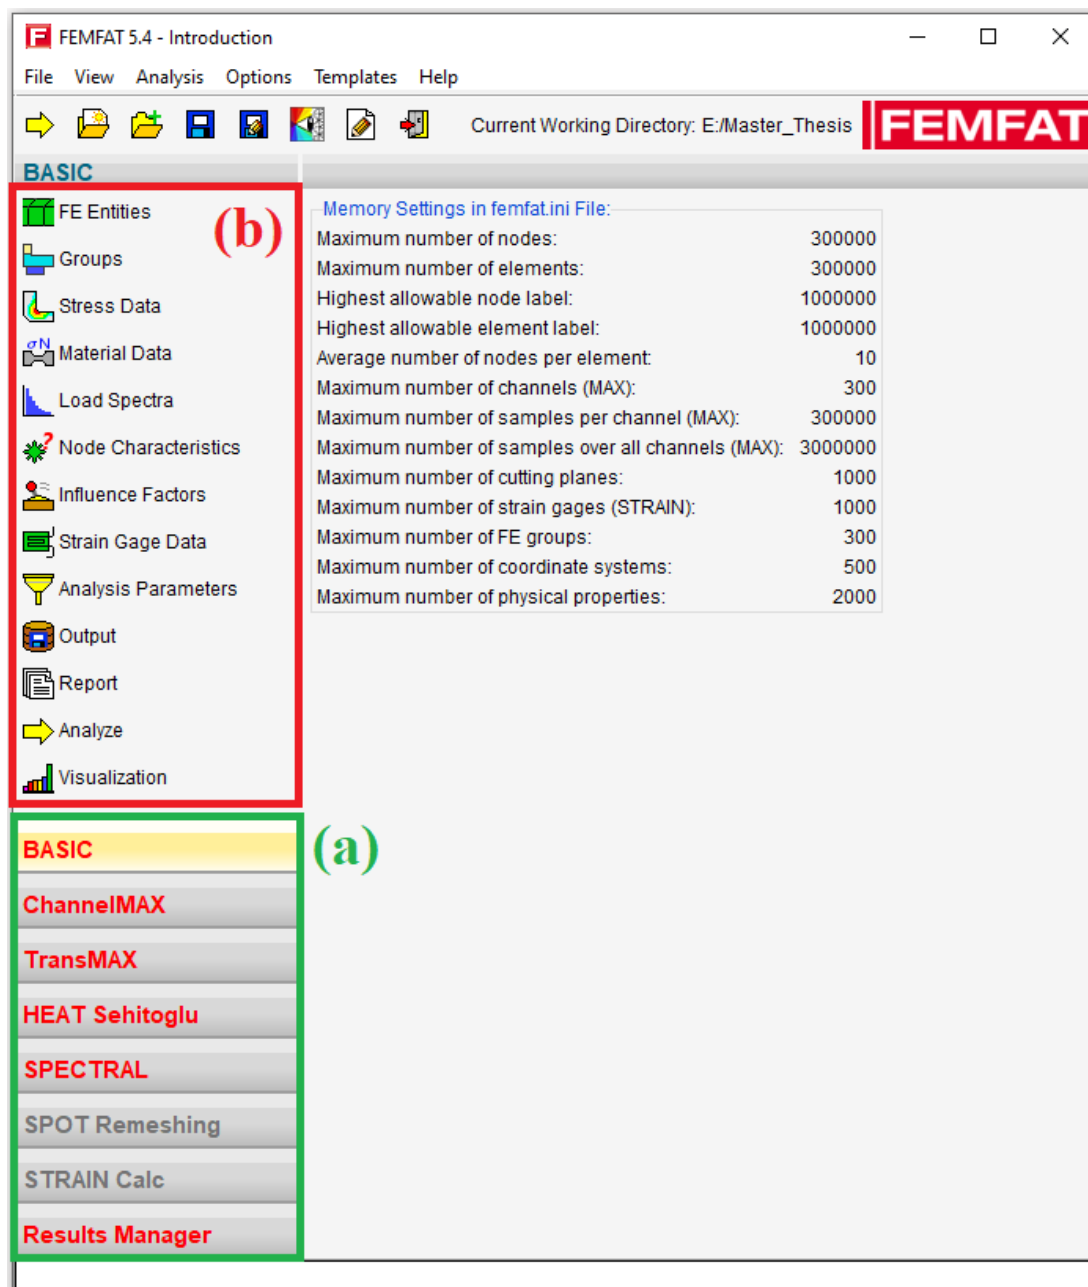 FEMFAT 5.4 - Introduction
File View Analysis Options Templates Help
Current Working Directory: E:/Master_Thesis
FEMFAT
BASIC
FE Entities
(b)
Groups
Stress Data
σN
Material Data
Load Spectra
Node Characteristics
Influence Factors
Strain Gage Data
Analysis Parameters
Output
Report
Analyze
Visualization
Memory Settings in femfat.ini File:
Maximum number of nodes: 300000
Maximum number of elements: 300000
Highest allowable node label: 1000000
Highest allowable element label: 1000000
Average number of nodes per element: 10
Maximum number of channels (MAX): 300
Maximum number of samples per channel (MAX): 300000
Maximum number of samples over all channels (MAX): 3000000
Maximum number of cutting planes: 1000
Maximum number of strain gages (STRAIN): 1000
Maximum number of FE groups: 300
Maximum number of coordinate systems: 500
Maximum number of physical properties: 2000
(a)
BASIC
ChannelMAX
TransMAX
HEAT Sehitoglu
SPECTRAL
SPOT Remeshing
STRAIN Calc
Results Manager